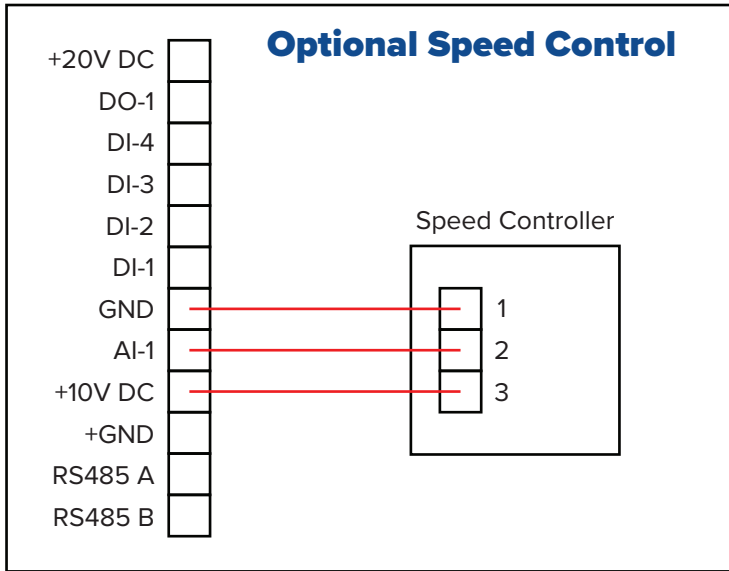 Optional Speed Control
+20V DC
DO-1
DI-4
DI-3
DI-2
DI-1
GND
AI-1
+10V DC
+GND
RS485 A
RS485 B
Speed Controller
1
2
3